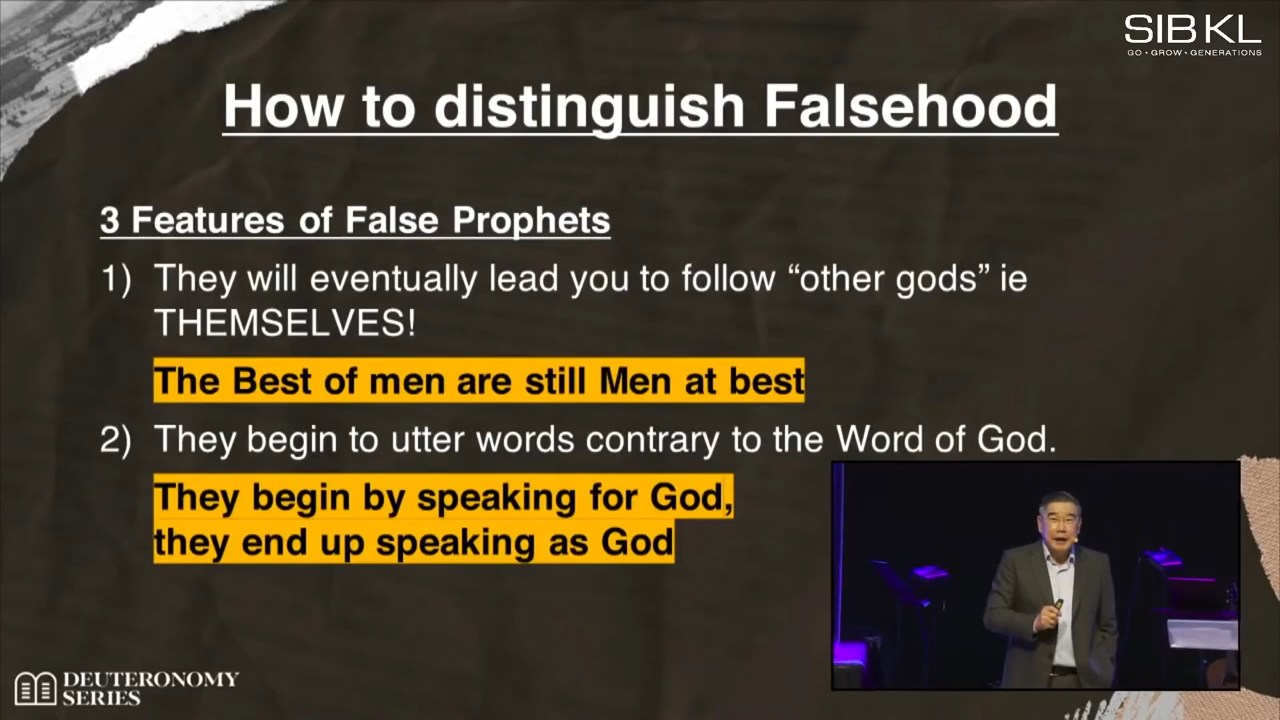 SIBKL
GO • GROW • GENERATIONS
How to distinguish Falsehood
3 Features of False Prophets
1) They will eventually lead you to follow “other gods” ie
THEMSELVES!
The Best of men are still Men at best
2) They begin to utter words contrary to the Word of God.
They begin by speaking for God,
they end up speaking as God
DEUTERONOMY
SERIES